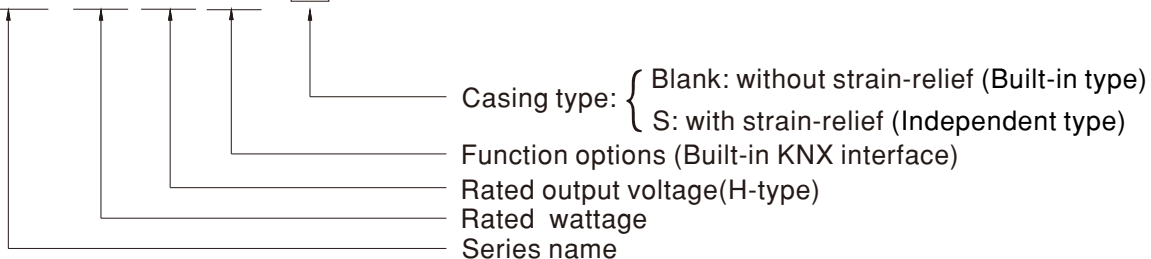 Casing type: { Blank: without strain-relief (Built-in type)
S: with strain-relief (Independent type)
Function options (Built-in KNX interface)
Rated output voltage(H-type)
Rated wattage
Series name